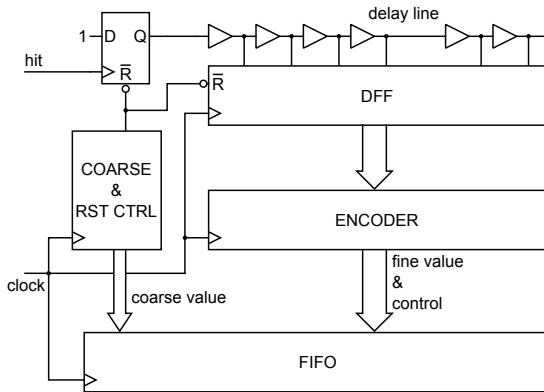 delay line
1 D Q
hit
R̅
R̅
DFF
COARSE
&
RST CTRL
ENCODER
clock
coarse value
fine value
&
control
FIFO